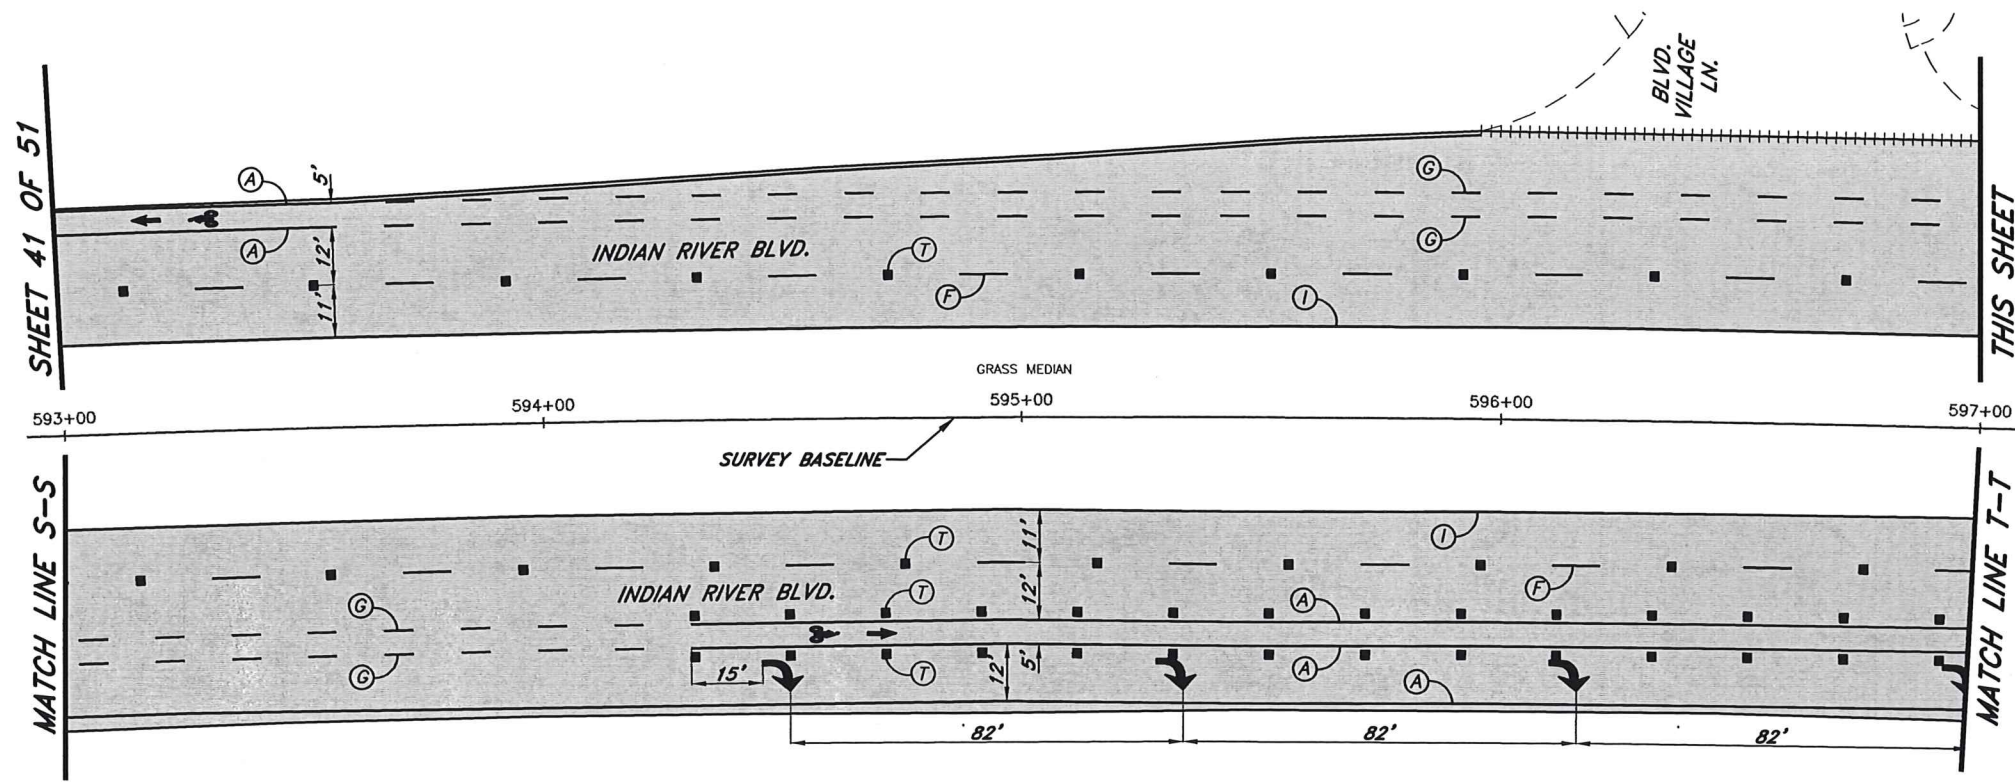 SHEET 41 OF 51
A
5'
A
12'
11'
INDIAN RIVER BLVD.
T
F
G
G
I
BLVD.
VILLAGE
LN.
THIS SHEET
GRASS MEDIAN
593+00
594+00
595+00
596+00
597+00
SURVEY BASELINE
MATCH LINE S-S
G
G
INDIAN RIVER BLVD.
T
T
T
11'
12'
12'
5'
15'
I
F
A
A
A
82'
82'
82'
MATCH LINE T-T